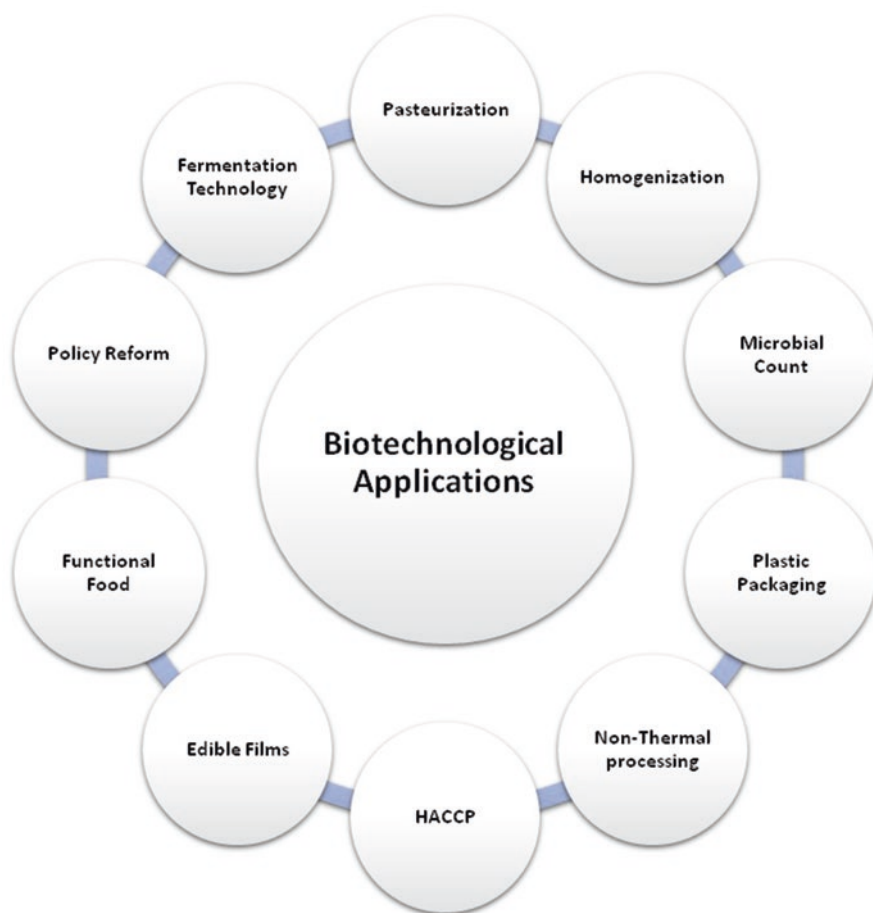 Pasteurization
Homogenization
Microbial
Count
Plastic
Packaging
Non-Thermal
processing
HACCP
Edible Films
Functional
Food
Policy Reform
Fermentation
Technology
Biotechnological
Applications